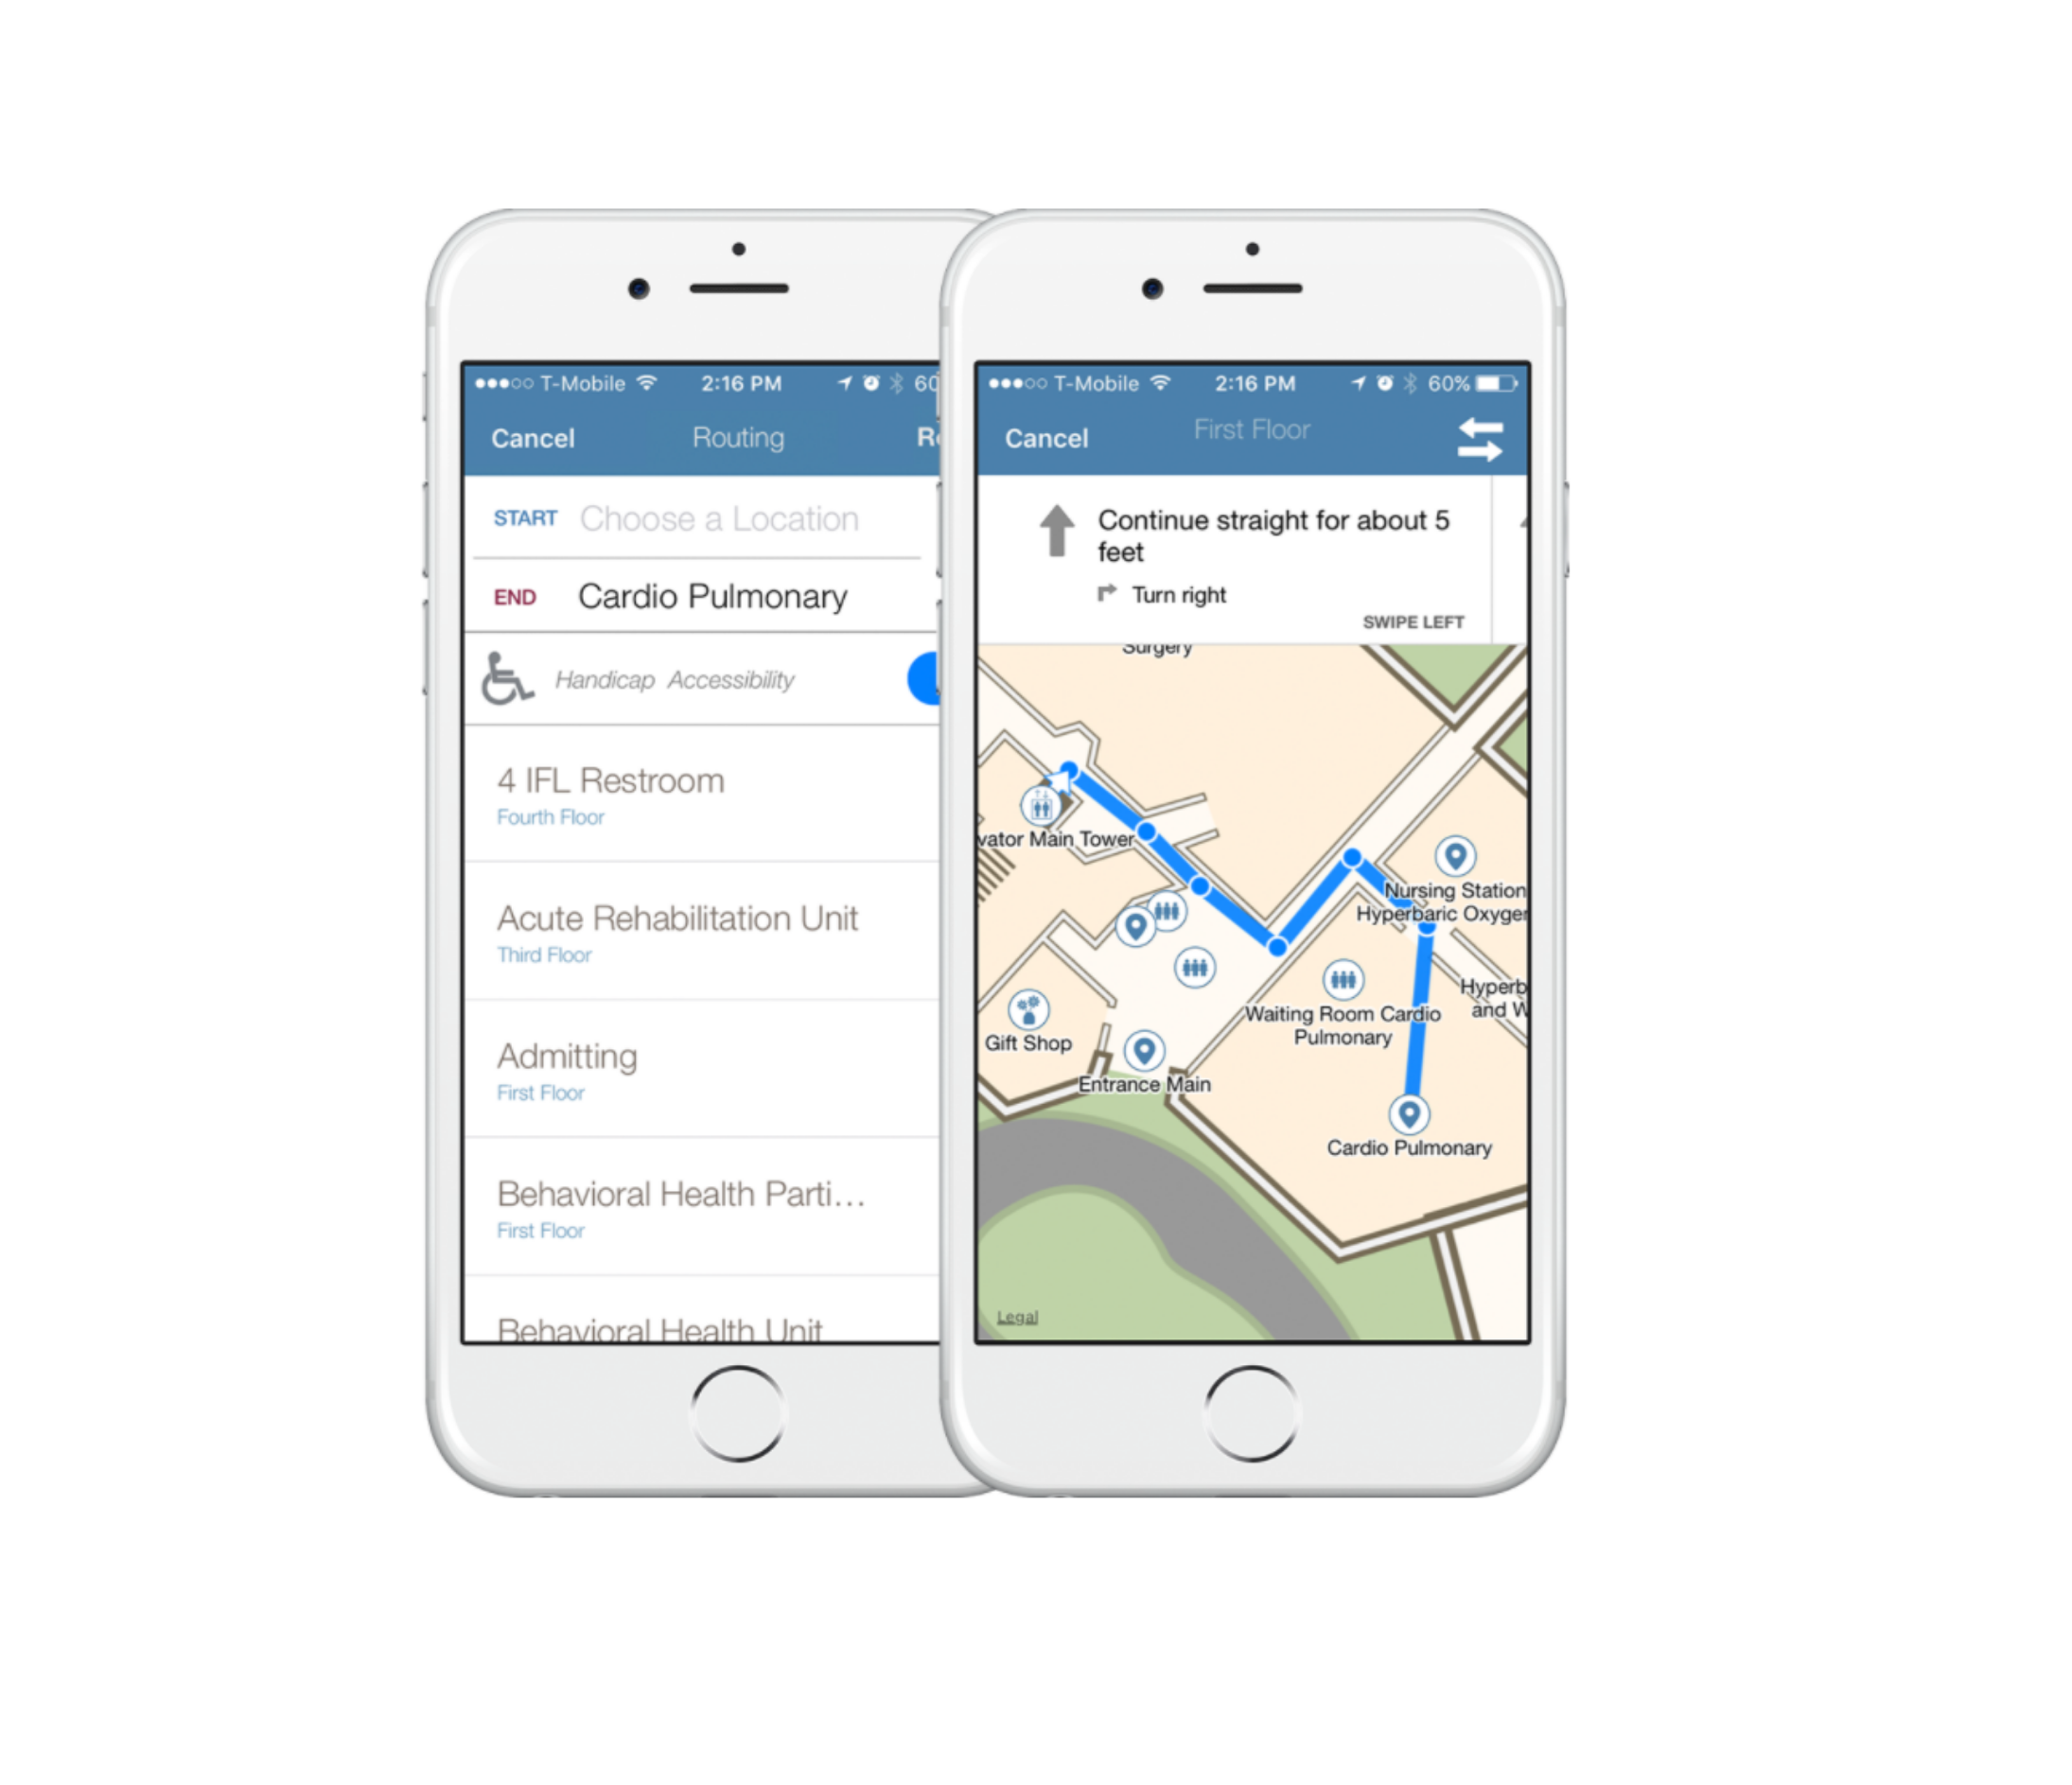 T-Mobile 2:16 PM
Cancel Routing
START Choose a Location
END Cardio Pulmonary
Handicap Accessibility
4 IFL Restroom
Fourth Floor
Acute Rehabilitation Unit
Third Floor
Admitting
First Floor
Behavioral Health Parti...
First Floor
Behavioral Health Unit
T-Mobile 2:16 PM 60%
Cancel First Floor
Continue straight for about 5
feet
Turn right
SWIPE LEFT
Surgery
vator Main Tower
Nursing Station
Hyperbaric Oxygen
Hyperb
and W
Waiting Room Cardio
Pulmonary
Gift Shop
Entrance Main
Cardio Pulmonary
Legal